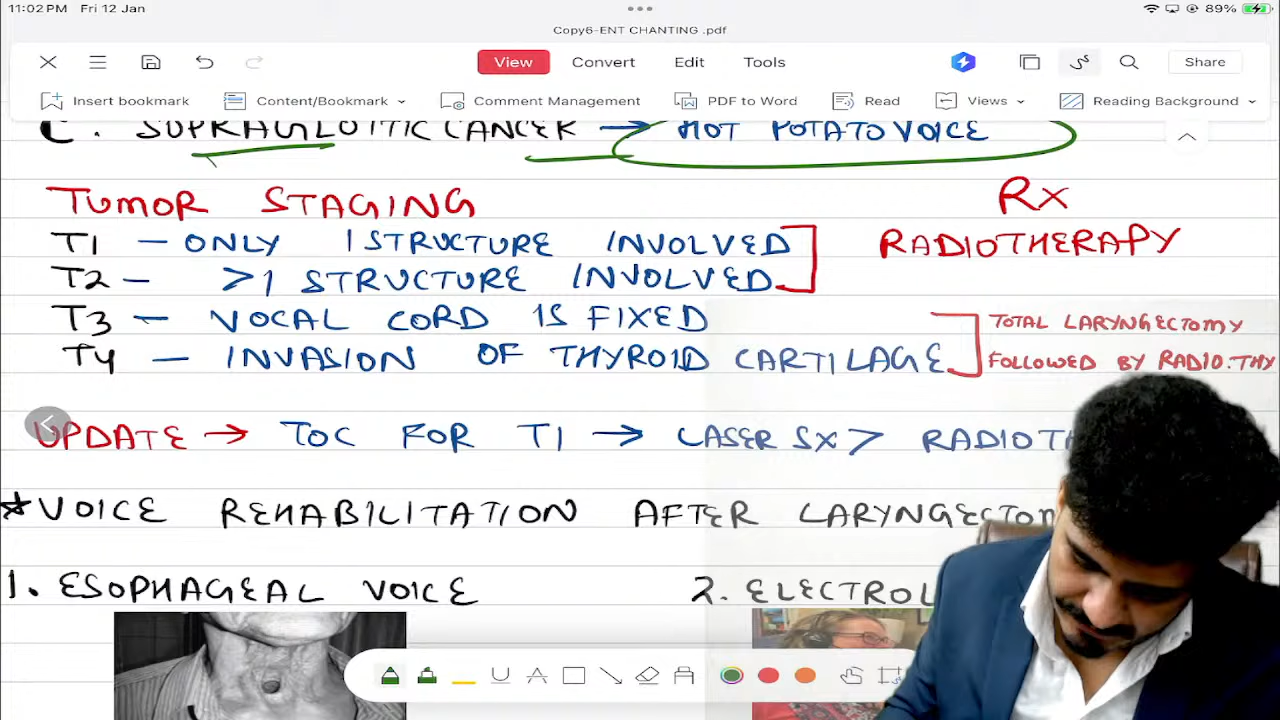 11:02 PM Fri 12 Jan
89%
Copy6-ENT CHANTING .pdf
View Convert Edit Tools Share
Insert bookmark Content/Bookmark Comment Management PDF to Word Read Views Reading Background
C. SUPRAGLOTTIC CANCER → HOT POTATO VOICE
TUMOR STAGING RX
T1 – ONLY 1 STRUCTURE INVOLVED RADIOTHERAPY
T2 – >1 STRUCTURE INVOLVED
T3 – VOCAL CORD IS FIXED TOTAL LARYNGECTOMY
T4 – INVASION OF THYROID CARTILAGE FOLLOWED BY RADIO.THY
UPDATE → TOC FOR T1 → LASER SX > RADIOTH
*VOICE REHABILITATION AFTER LARYNGECTOM
1. ESOPHAGEAL VOICE 2. ELECTROL